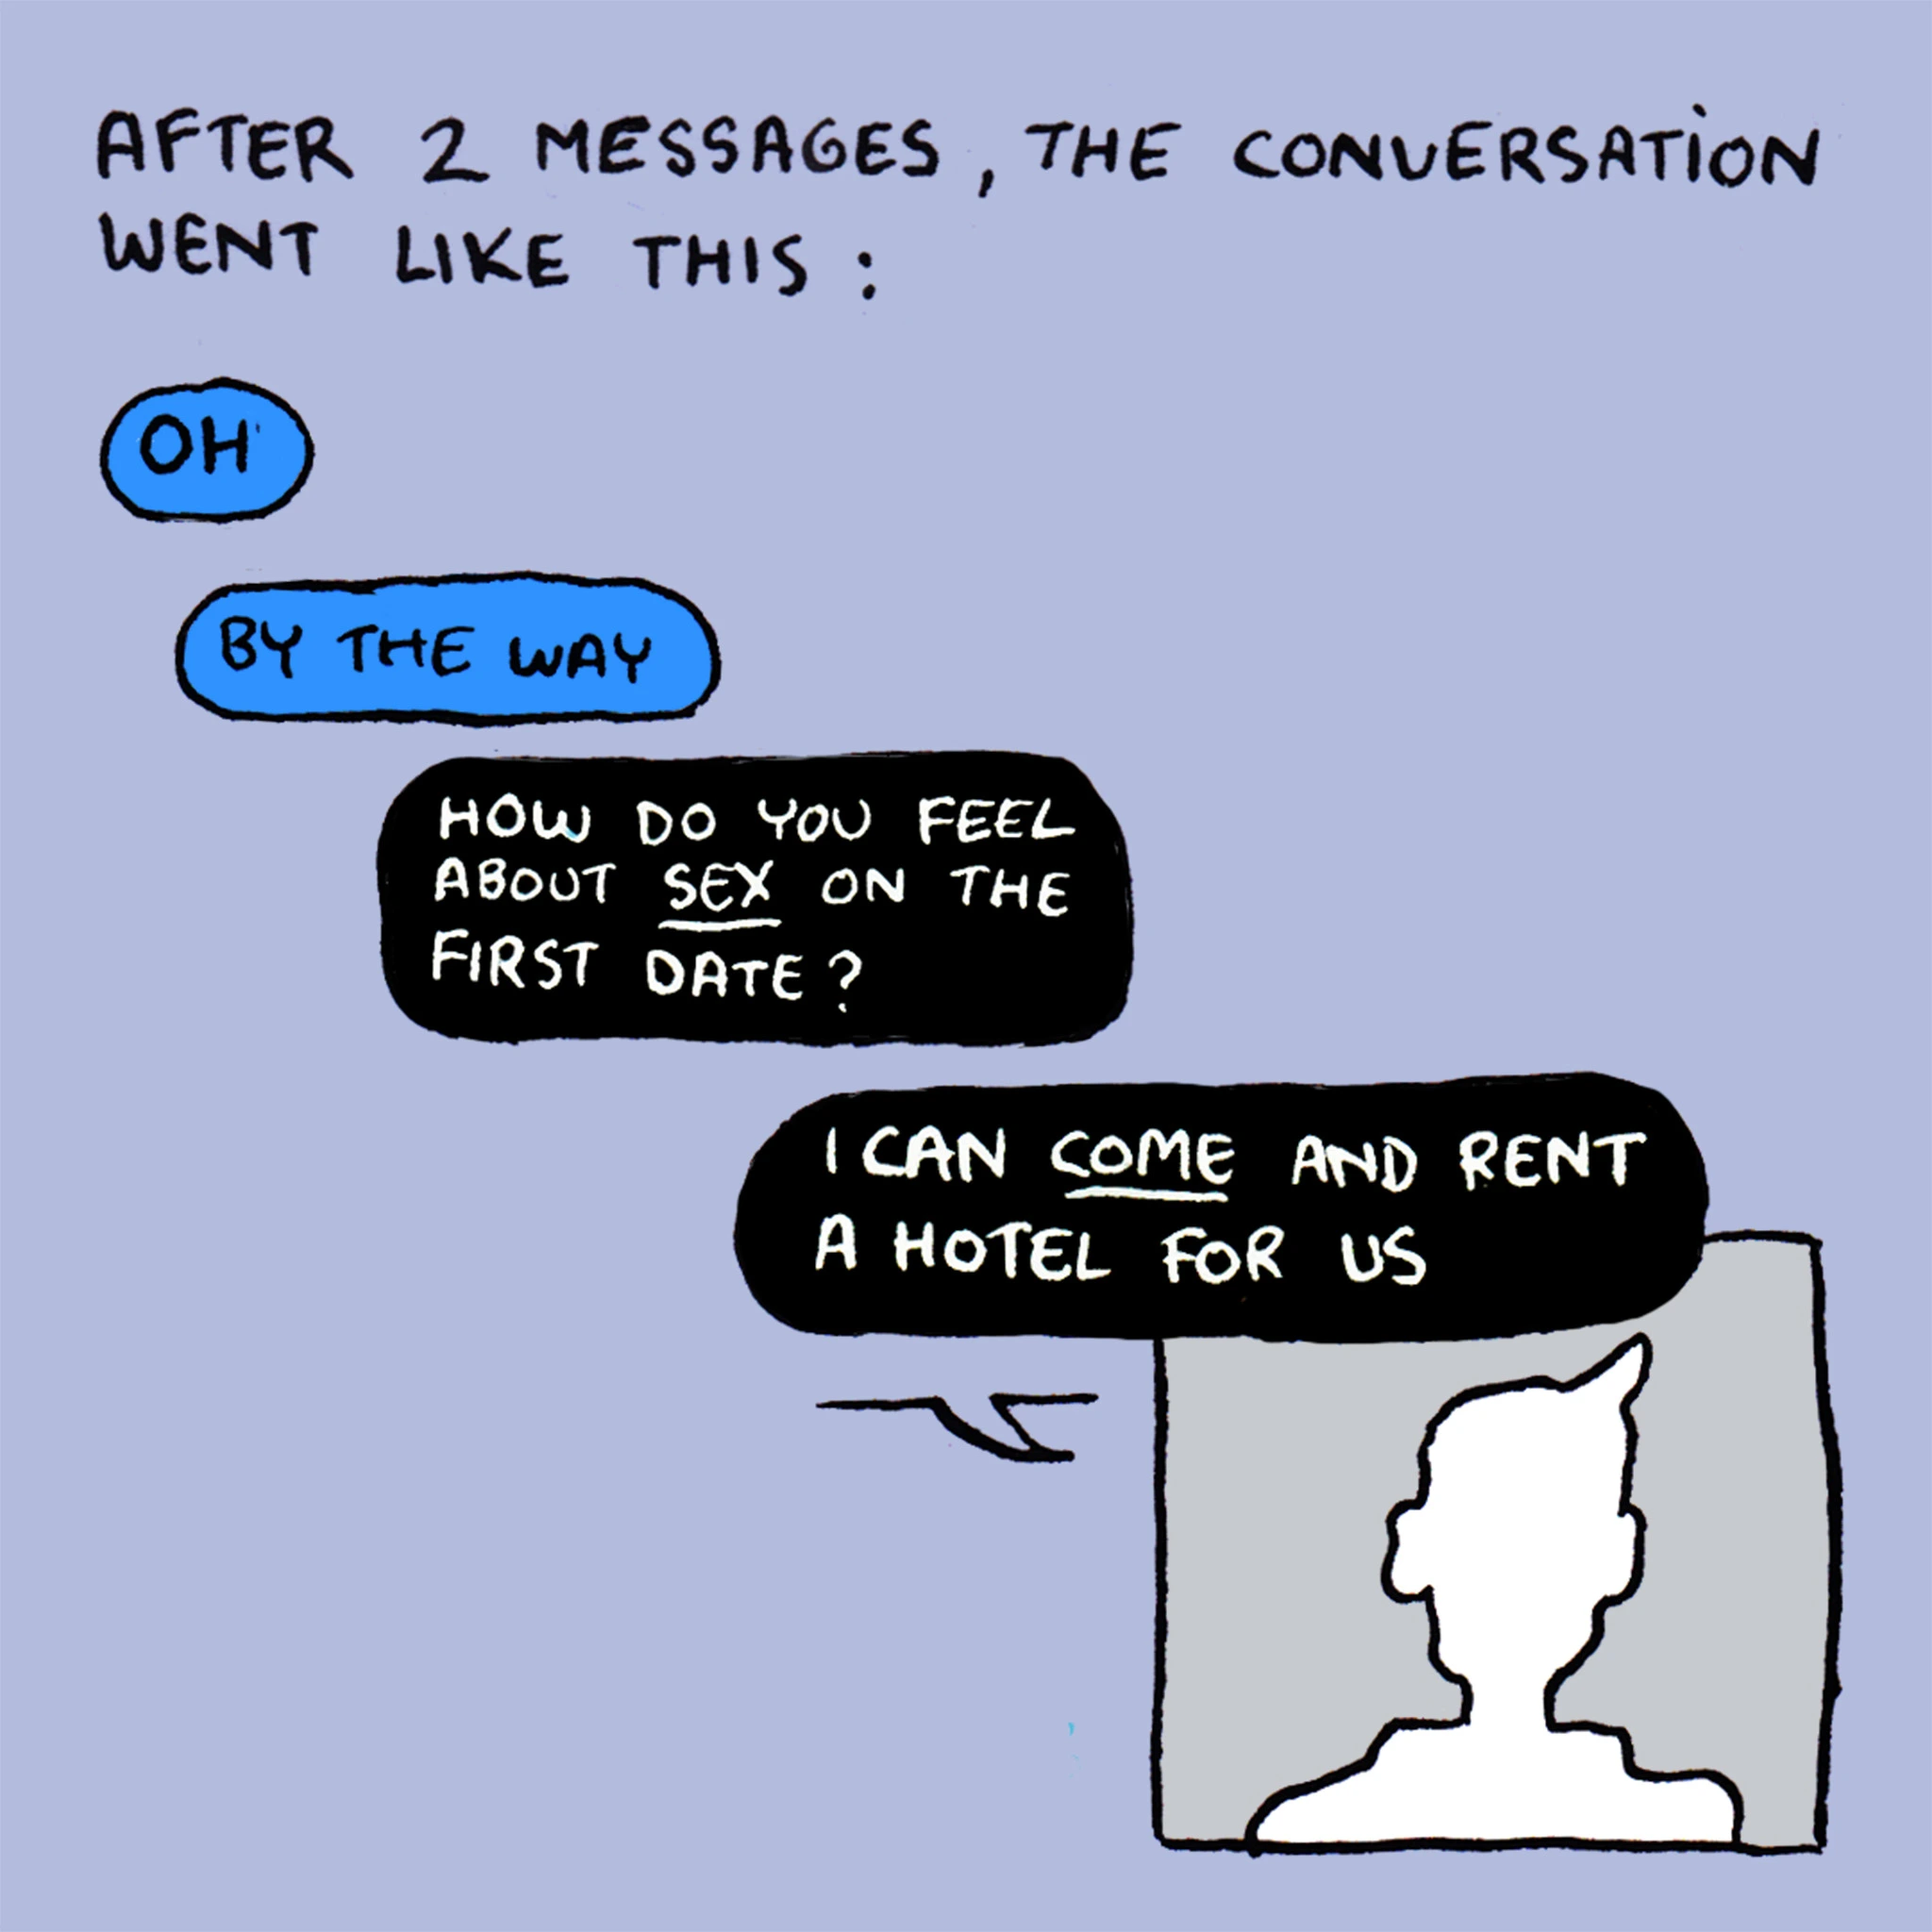 AFTER 2 MESSAGES, THE CONVERSATION
WENT LIKE THIS:
OH
BY THE WAY
HOW DO YOU FEEL
ABOUT SEX ON THE
FIRST DATE?
I CAN COME AND RENT
A HOTEL FOR US